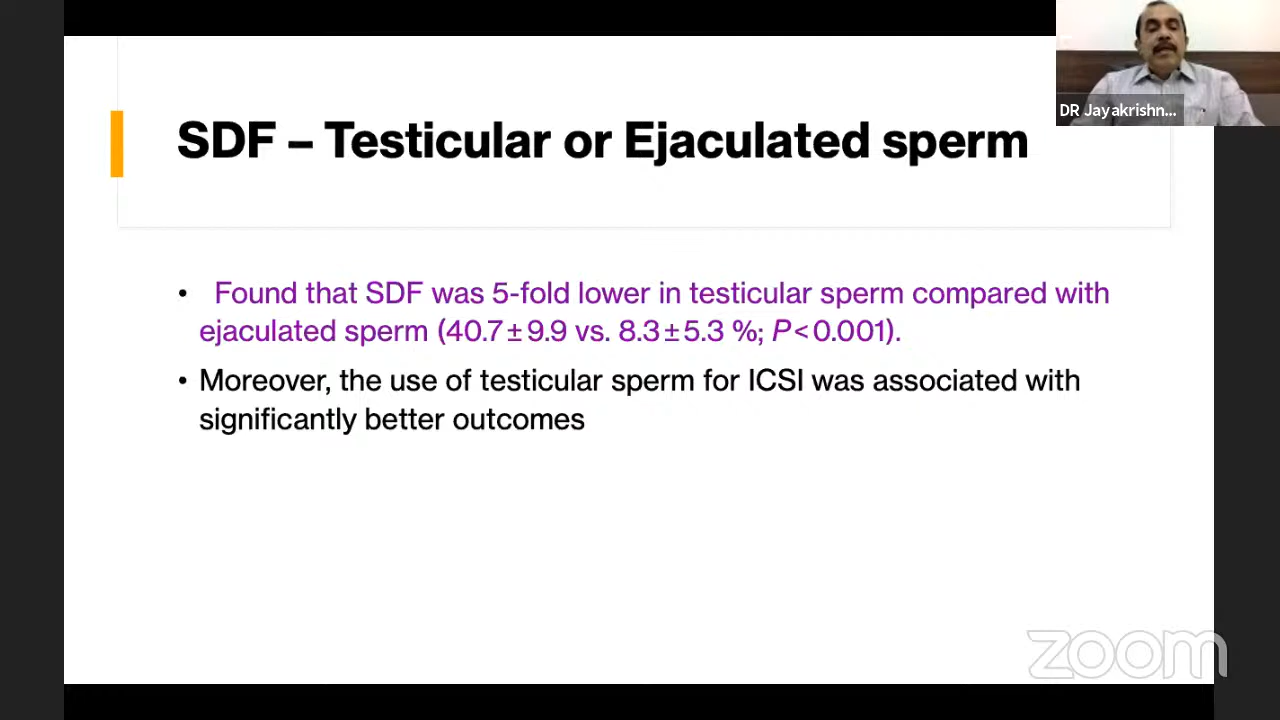 DR Jayakrishn...
SDF – Testicular or Ejaculated sperm
• Found that SDF was 5-fold lower in testicular sperm compared with
ejaculated sperm (40.7±9.9 vs. 8.3±5.3 %; P<0.001).
• Moreover, the use of testicular sperm for ICSI was associated with
significantly better outcomes
zoom